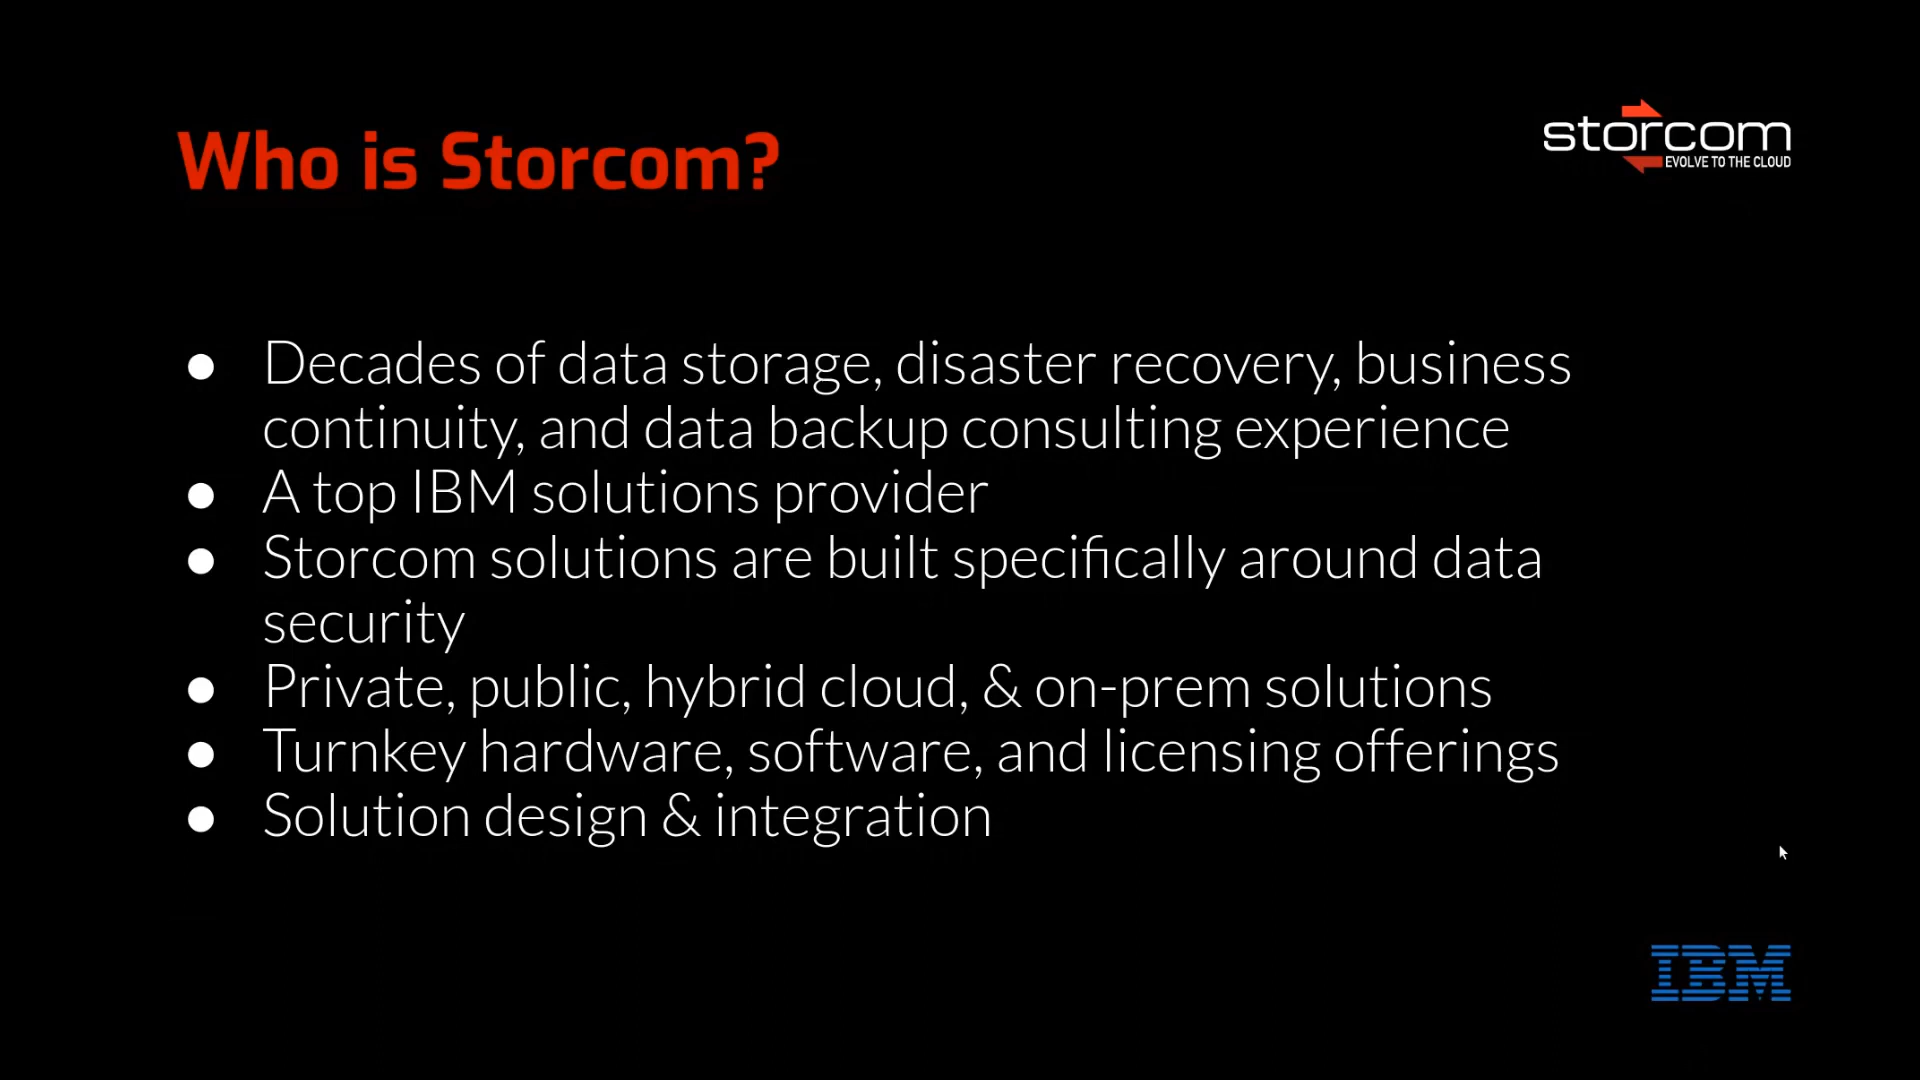 Who is Storcom?
storcom
EVOLVE TO THE CLOUD
● Decades of data storage, disaster recovery, business
continuity, and data backup consulting experience
● A top IBM solutions provider
● Storcom solutions are built specifically around data
security
● Private, public, hybrid cloud, & on-prem solutions
● Turnkey hardware, software, and licensing offerings
● Solution design & integration
IBM